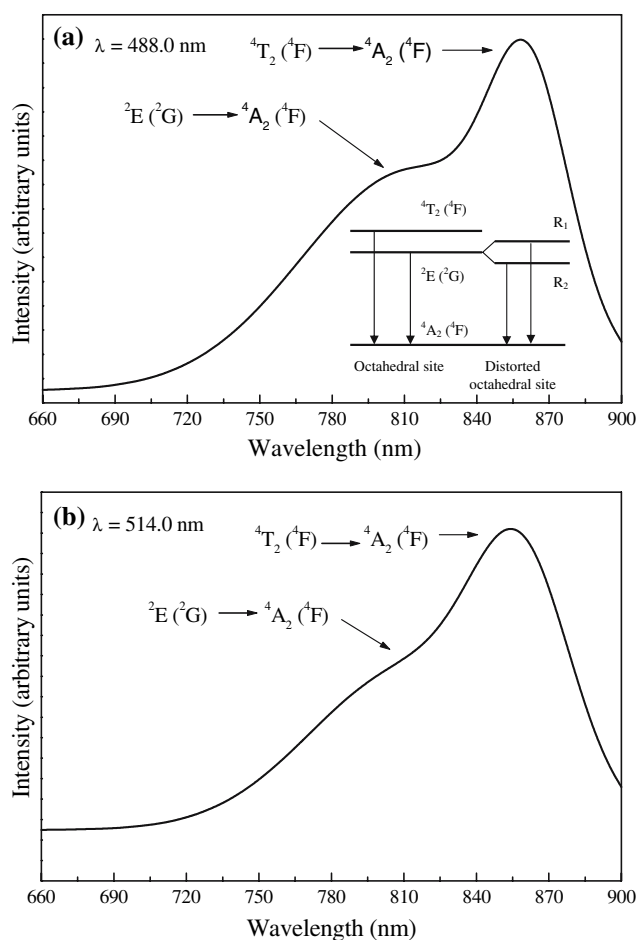 (a) λ = 488.0 nm
⁴T₂ (⁴F) → ⁴A₂ (⁴F)
²E (²G) → ⁴A₂ (⁴F)
⁴T₂ (⁴F)
R₁
²E (²G)
R₂
⁴A₂ (⁴F)
Octahedral site
Distorted
octahedral site
Intensity (arbitrary units)
660 690 720 750 780 810 840 870 900
Wavelength (nm)
(b) λ = 514.0 nm
⁴T₂ (⁴F) → ⁴A₂ (⁴F)
²E (²G) → ⁴A₂ (⁴F)
Intensity (arbitrary units)
660 690 720 750 780 810 840 870 900
Wavelength (nm)